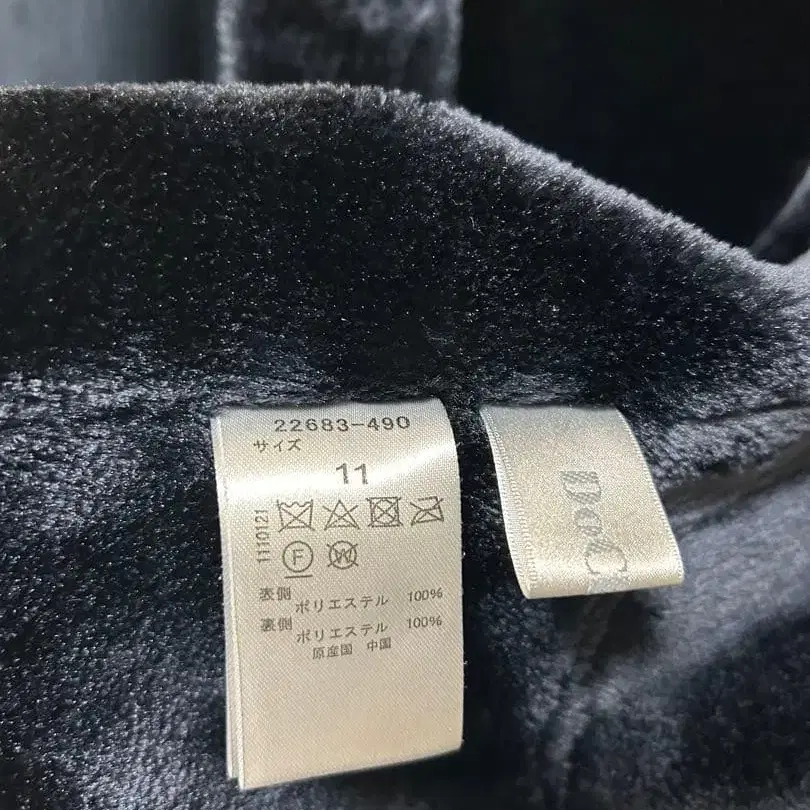 22683-490
サイズ
11
1110121
F
W
表側
ポリエステル 100%
裏側
ポリエステル 100%
原産国 中国
DoC